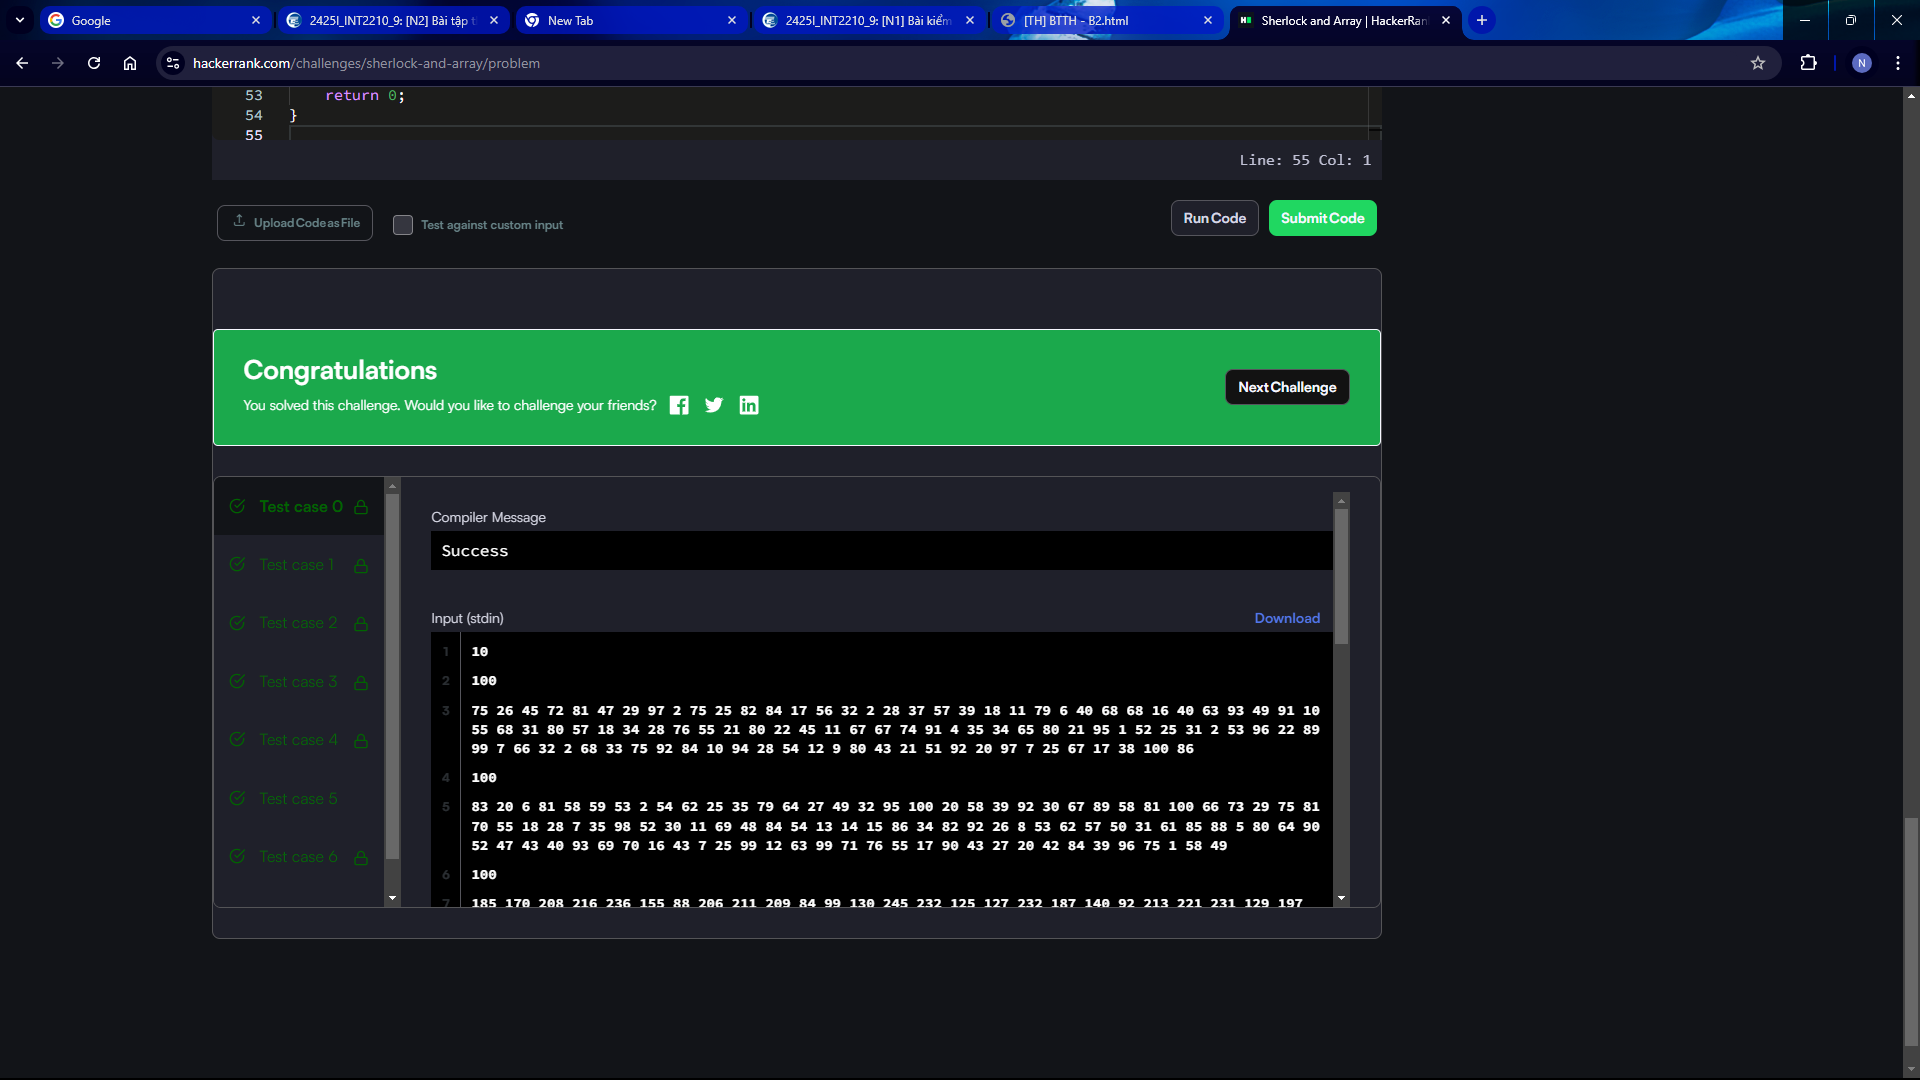 Google
2425I_INT2210_9: [N2] Bài tập t
New Tab
2425I_INT2210_9: [N1] Bài kiểm
[TH] BTTH - B2.html
Sherlock and Array | HackerRan
hackerrank.com/challenges/sherlock-and-array/problem
N
53 return 0;
54 }
55
Line: 55 Col: 1
Upload Code as File
Test against custom input
Run Code
Submit Code
Congratulations
You solved this challenge. Would you like to challenge your friends?
Next Challenge
Test case 0
Test case 1
Test case 2
Test case 3
Test case 4
Test case 5
Test case 6
Compiler Message
Success
Input (stdin)
Download
1 10
2 100
3 75 26 45 72 81 47 29 97 2 75 25 82 84 17 56 32 2 28 37 57 39 18 11 79 6 40 68 68 16 40 63 93 49 91 10
55 68 31 80 57 18 34 28 76 55 21 80 22 45 11 67 67 74 91 4 35 34 65 80 21 95 1 52 25 31 2 53 96 22 89
99 7 66 32 2 68 33 75 92 84 10 94 28 54 12 9 80 43 21 51 92 20 97 7 25 67 17 38 100 86
4 100
5 83 20 6 81 58 59 53 2 54 62 25 35 79 64 27 49 32 95 100 20 58 39 92 30 67 89 58 81 100 66 73 29 75 81
70 55 18 28 7 35 98 52 30 11 69 48 84 54 13 14 15 86 34 82 92 26 8 53 62 57 50 31 61 85 88 5 80 64 90
52 47 43 40 93 69 70 16 43 7 25 99 12 63 99 71 76 55 17 90 43 27 20 42 84 39 96 75 1 58 49
6 100
7 185 170 208 216 236 155 88 206 211 209 84 99 130 245 232 125 127 232 187 140 92 213 221 231 129 197